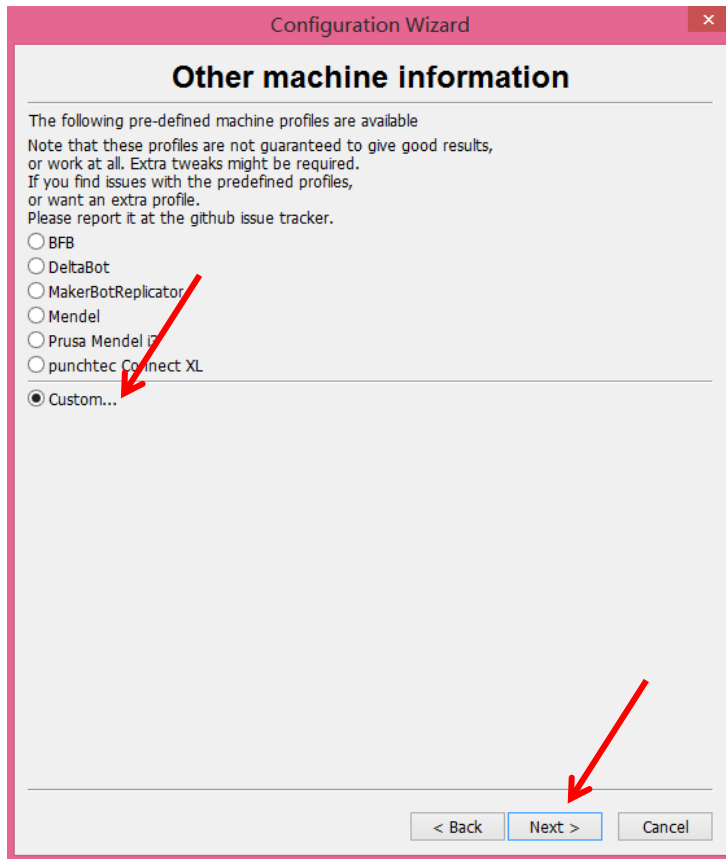 Configuration Wizard
×
Other machine information
The following pre-defined machine profiles are available
Note that these profiles are not guaranteed to give good results,
or work at all. Extra tweaks might be required.
If you find issues with the predefined profiles,
or want an extra profile.
Please report it at the github issue tracker.
BFB
DeltaBot
MakerBotReplicator
Mendel
Prusa Mendel i3
punchtec Connect XL
Custom...
< Back
Next >
Cancel